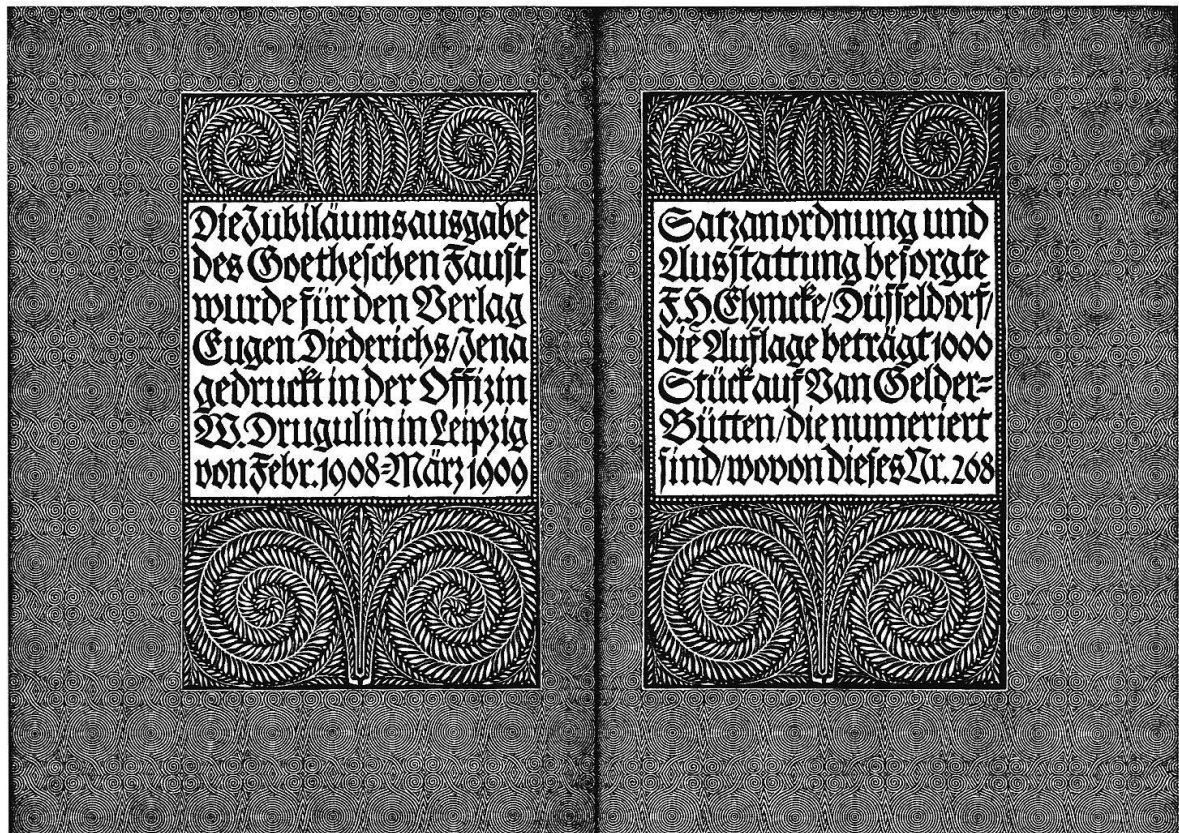 Die Jubiläumsausgabe
des Goetheschen Faust
wurde für den Verlag
Eugen Diederichs/Jena
gedruckt in der Offizin
W. Drugulin in Leipzig
von Febr. 1908-März 1909
Satzanordnung und
Ausstattung besorgte
F. H. Ehmcke/Düsseldorf/
die Auflage beträgt 1000
Stück auf Van Gelder-
Bütten/die numeriert
sind/wovon dieses Nr. 268